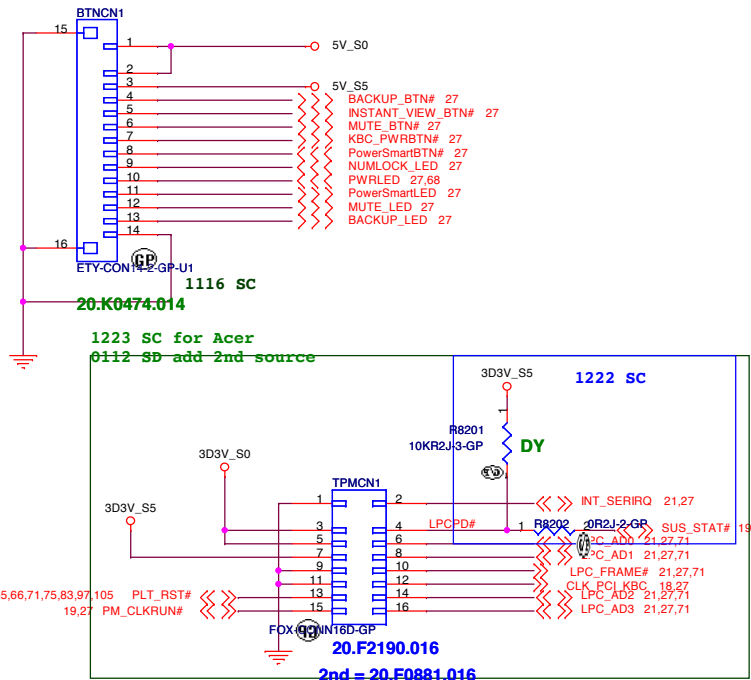 BTNCN1
15
1
5V_S0
2
3
5V_S5
4 BACKUP_BTN# 27
5 INSTANT_VIEW_BTN# 27
6 MUTE_BTN# 27
7 KBC_PWRBTN# 27
8 PowerSmartBTN# 27
9 NUMLOCK_LED 27
10 PWRLED 27,68
11 PowerSmartLED 27
12 MUTE_LED 27
13 BACKUP_LED 27
14
16
GP
ETY-CON14-2-GP-U1
1116 SC
20.K0474.014
1223 SC for Acer
0112 SD add 2nd source
3D3V_S5
1222 SC
1
R8201
10KR2J-3-GP
DY
3D3V_S0
TPMCN1
3D3V_S5
1 2 INT_SERIRQ 21,27
3 4 LPCPD# 1 R8202 2 0R2J-2-GP SUS_STAT# 19
5 6 LPC_AD0 21,27,71
7 8 LPC_AD1 21,27,71
9 10 LPC_FRAME# 21,27,71
11 12 CLK_PCI_KBC 18,27
5,66,71,75,83,97,105 PLT_RST# 13 14 LPC_AD2 21,27,71
19,27 PM_CLKRUN# 15 16 LPC_AD3 21,27,71
FOX-CONN16D-GP
20.F2190.016
2nd = 20.F0881.016